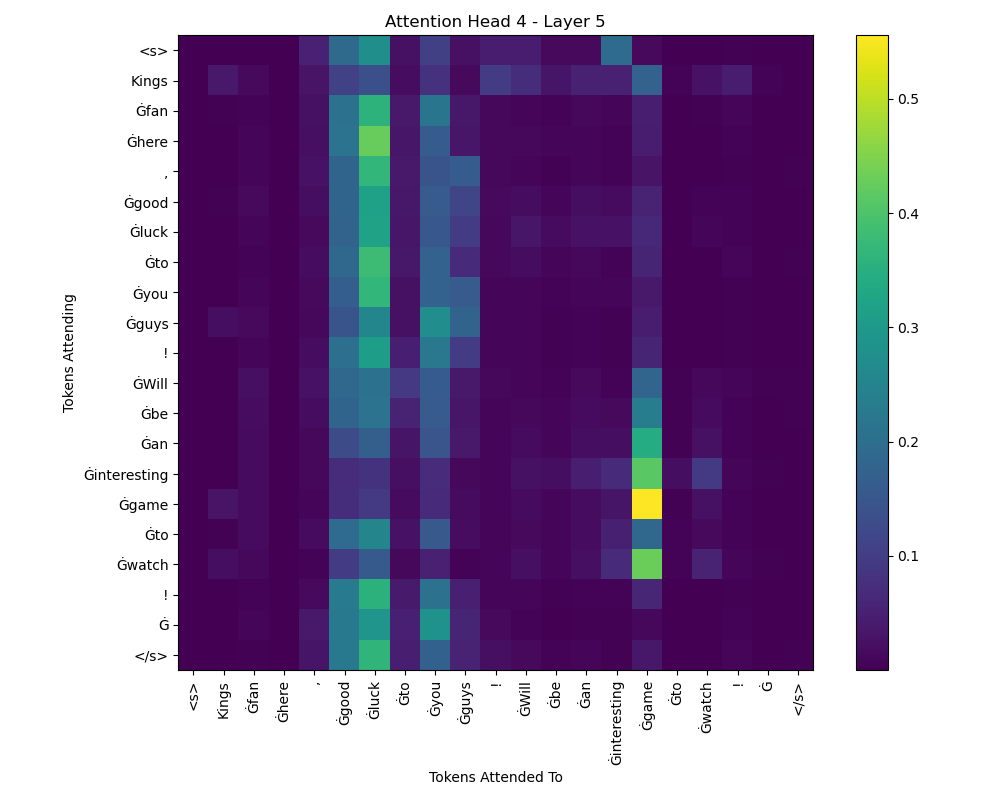 Attention Head 4 - Layer 5
Tokens Attending
<s>
Kings
Ġfan
Ġhere
,
Ġgood
Ġluck
Ġto
Ġyou
Ġguys
!
ĠWill
Ġbe
Ġan
Ġinteresting
Ġgame
Ġto
Ġwatch
!
Ġ
</s>
<s>
Kings
Ġfan
Ġhere
,
Ġgood
Ġluck
Ġto
Ġyou
Ġguys
!
ĠWill
Ġbe
Ġan
Ġinteresting
Ġgame
Ġto
Ġwatch
!
Ġ
</s>
Tokens Attended To
0.5
0.4
0.3
0.2
0.1